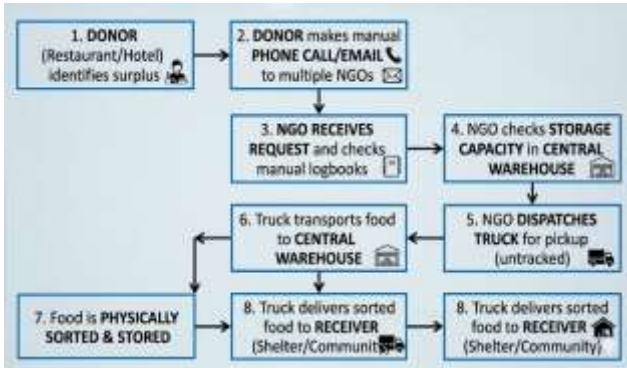 1. DONOR
(Restaurant/Hotel)
identifies surplus
2. DONOR makes manual
PHONE CALL/EMAIL
to multiple NGOs
3. NGO RECEIVES
REQUEST and checks
manual logbooks
4. NGO checks STORAGE
CAPACITY in CENTRAL
WAREHOUSE
6. Truck transports food
to CENTRAL
WAREHOUSE
5. NGO DISPATCHES
TRUCK for pickup
(untracked)
7. Food is PHYSICALLY
SORTED & STORED
8. Truck delivers sorted
food to RECEIVER
(Shelter/Community)
8. Truck delivers sorted
food to RECEIVER
(Shelter/Community)